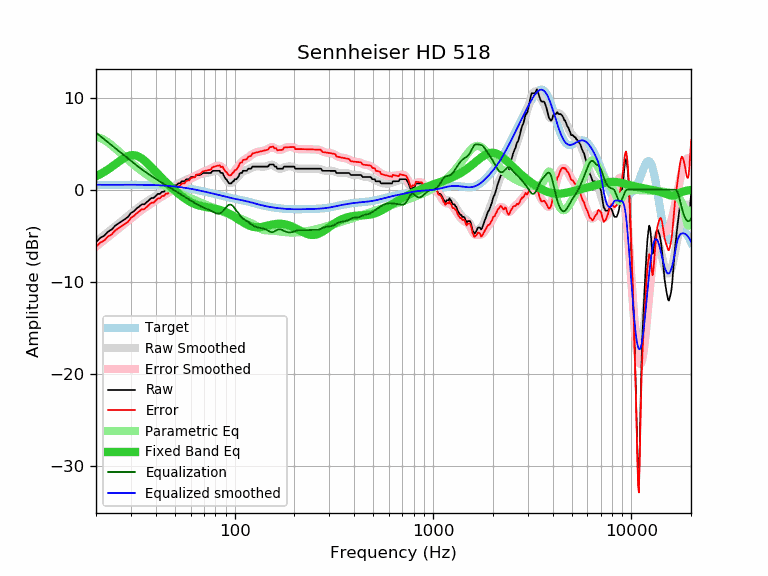 Sennheiser HD 518
Amplitude (dBr)
10
0
−10
−20
−30
Target
Raw Smoothed
Error Smoothed
Raw
Error
Parametric Eq
Fixed Band Eq
Equalization
Equalized smoothed
100
1000
10000
Frequency (Hz)